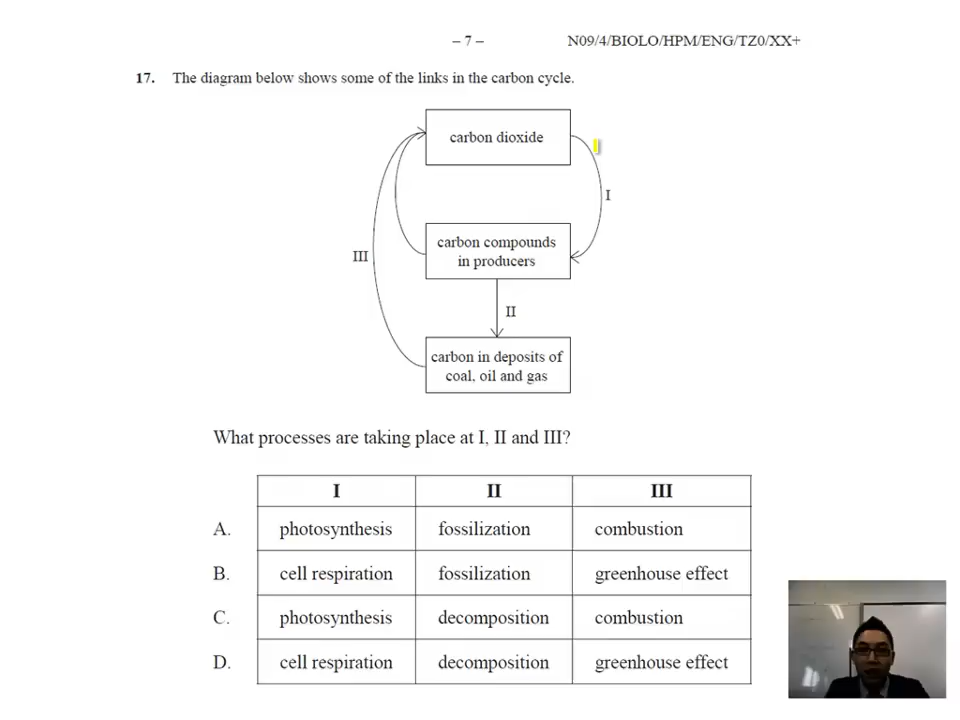 – 7 –
N09/4/BIOLO/HPM/ENG/TZ0/XX+
17. The diagram below shows some of the links in the carbon cycle.
carbon dioxide
I
carbon compounds
in producers
III
II
carbon in deposits of
coal, oil and gas
What processes are taking place at I, II and III?
I II III
A. photosynthesis fossilization combustion
B. cell respiration fossilization greenhouse effect
C. photosynthesis decomposition combustion
D. cell respiration decomposition greenhouse effect